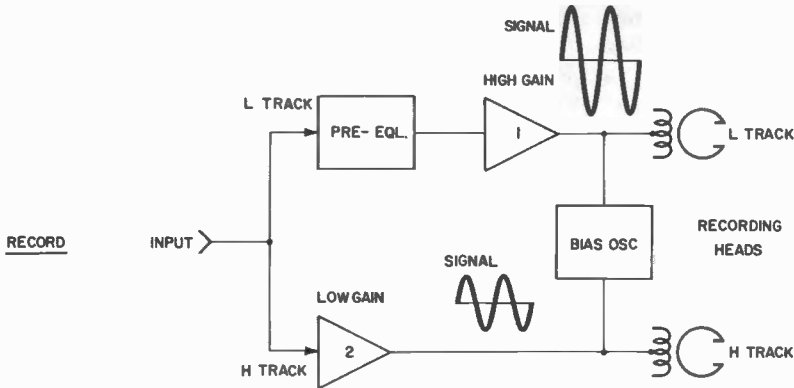 SIGNAL
HIGH GAIN
L TRACK
PRE- EQL.
1
L TRACK
RECORD
INPUT
BIAS OSC
RECORDING
HEADS
SIGNAL
LOW GAIN
2
H TRACK
H TRACK